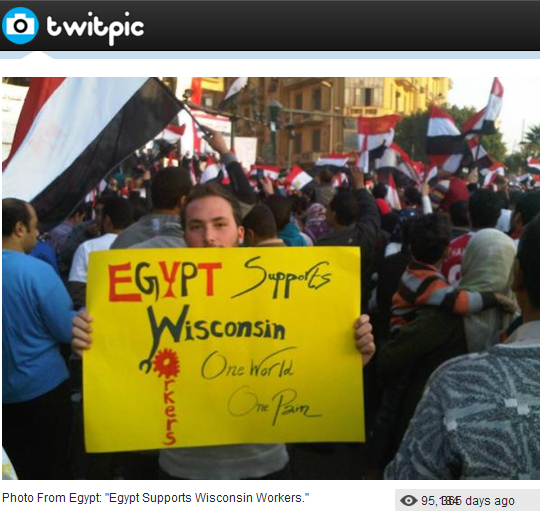 twitpic
EGYPT Supports
Wisconsin
Workers
One World
One Pain
Photo From Egypt: "Egypt Supports Wisconsin Workers."
days ago